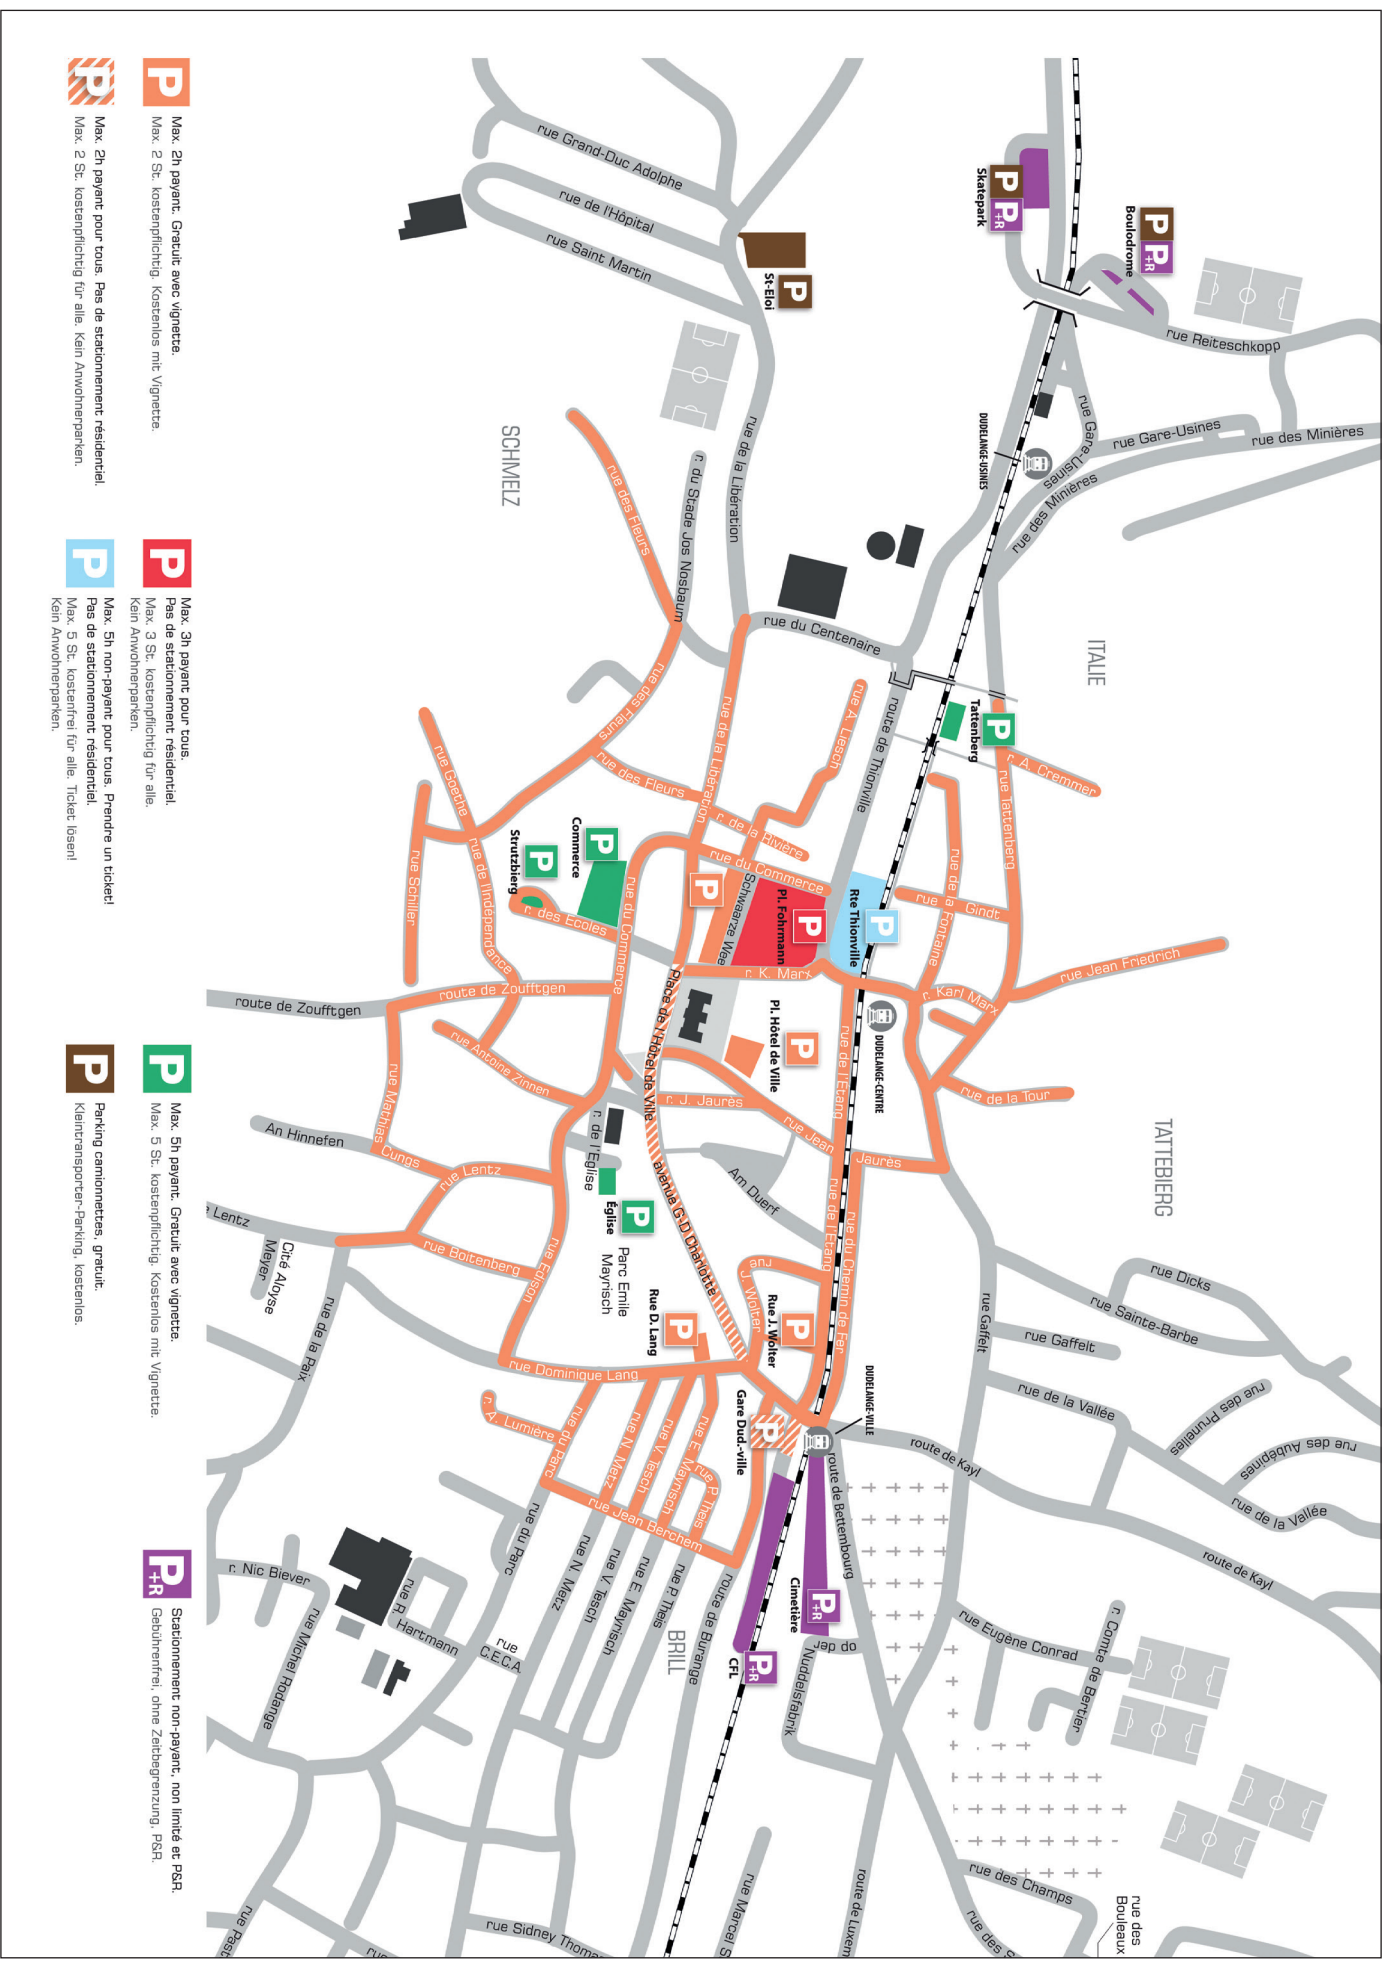 rue Grand-Duc Adolphe
rue de l'Hôpital
rue Saint Martin
P
P+R
Skatepark
P
P+R
Boulodrome
P
St-Eloi
rue Reiteschkopp
rue Gare-Usines
rue des Minières
rue Gare-Usines
rue des Minières
DUDELANGE-USINES
SCHMELZ
rue de la Libération
r. du Stade Jos Nosbaum
rue des Fleurs
rue du Centenaire
ITALIE
P
Tattenberg
r. A. Cremmer
rue Tattenberg
route de Thionville
rue A. Liesch
rue de la Libération
rue des Fleurs
rue des Fleurs
r. de la Rivière
rue Goethe
rue Schiller
rue de l'Indépendance
P
Commerce
P
Strutzbierg
r. des Ecoles
rue du Commerce
rue du Commerce
P
Schwaarze Wee
P
Pl. Fohrmann
P
Rte Thionville
rue de la Fontaine
rue L. Gindt
rue Jean Friedrich
r. Karl Marx
r. K. Marx
DUDELANGE-CENTRE
route de Zoufftgen
route de Zoufftgen
Place de l'Hôtel de Ville
P
Pl. Hôtel de Ville
rue de l'Etang
rue de la Tour
rue Antoine Zinnen
rue Mathias Cungs
An Hinnefen
r. J. Jaurès
rue Jean Jaurès
r. de l'Eglise
P
Église
Parc Emile
Mayrisch
avenue G-D Charlotte
Am Duerf
TATTEBIERG
rue Lentz
Lentz
Cité Aloyse
Meyer
rue Boitenberg
rue Edison
rue de l'Etang
rue du Chemin de Fer
rue J. Wolter
P
Rue J. Wolter
P
Rue D. Lang
rue Dominique Lang
rue de la Paix
rue Gaffelt
rue Gaffelt
rue Sainte-Barbe
rue Dicks
rue de la Vallée
rue des Prunelles
rue des Aubépines
rue de la Vallée
DUDELANGE-VILLE
P
Gare Dud.-ville
route de Kayl
route de Kayl
route de Bettembourg
r. A. Lumière
rue du Parc
rue N. Metz
rue V. Tesch
rue E. Mayrisch
rue P. Theis
rue Jean Berchem
rue du Parc
rue N. Metz
rue V. Tesch
rue E. Mayrisch
rue P. Theis
route de Burange
BRILL
P+R
Cimetière
P+R
CFL
op der
Nuddelsfabrik
rue Eugène Conrad
r. Comte de Bertier
r. Nic Biever
rue Michel Rodange
rue R. Hartmann
rue
C.E.C.A.
rue Sidney Thoma
rue Marcel S
route de Luxem
rue des Champs
rue des S
rue des
Bouleaux
rue Past
rue
P
Max. 2h payant. Gratuit avec vignette.
Max. 2 St. kostenpflichtig. Kostenlos mit Vignette.
P
Max. 2h payant pour tous. Pas de stationnement résidentiel.
Max. 2 St. kostenpflichtig für alle. Kein Anwohnerparken.
P
Max. 3h payant pour tous.
Pas de stationnement résidentiel.
Max. 3 St. kostenpflichtig für alle.
Kein Anwohnerparken.
P
Max. 5h non-payant pour tous. Prendre un ticket!
Pas de stationnement résidentiel.
Max. 5 St. kostenfrei für alle. Ticket lösen!
Kein Anwohnerparken.
P
Max. 5h payant. Gratuit avec vignette.
Max. 5 St. kostenpflichtig. Kostenlos mit Vignette.
P
Parking camionnettes, gratuit.
Kleintransporter-Parking, kostenlos.
P+R
Stationnement non-payant, non limité et P&R.
Gebührenfrei, ohne Zeitbegrenzung, P&R.